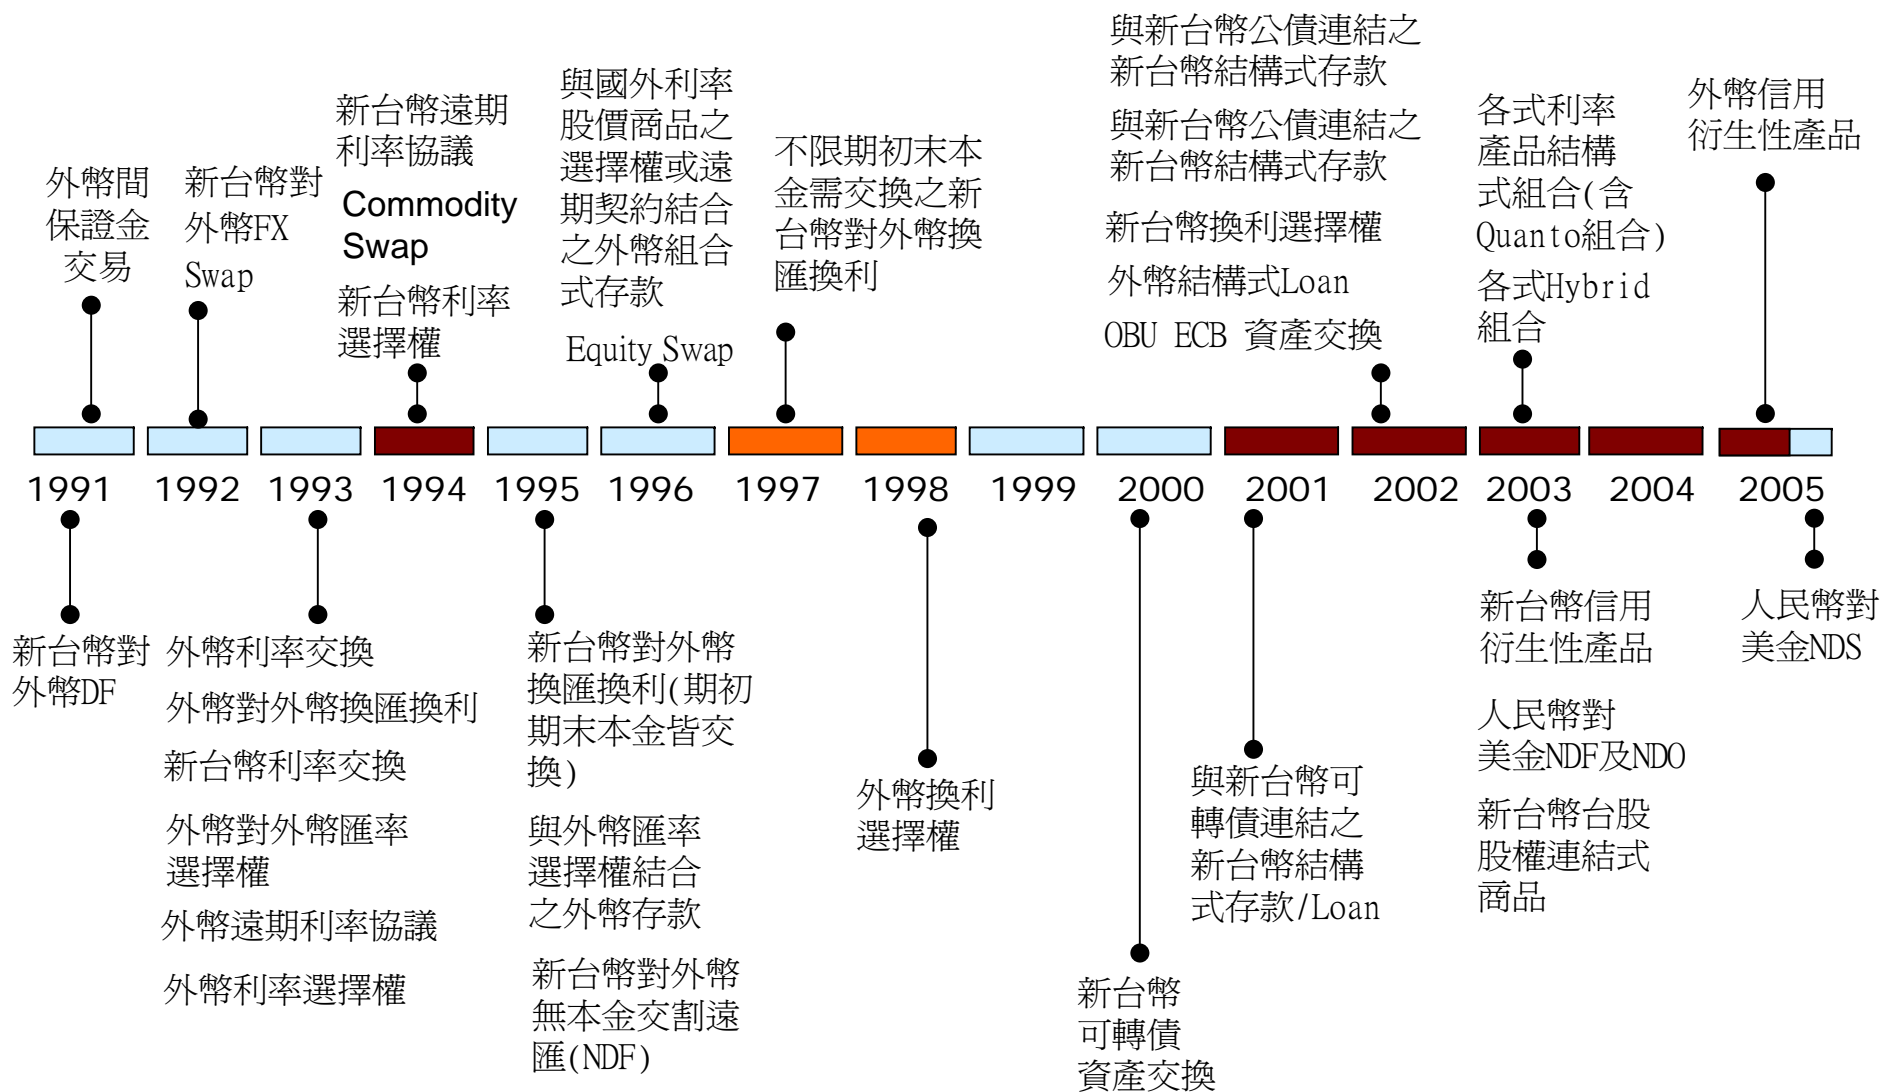 外幣間
保證金
交易
新台幣對
外幣FX
Swap
新台幣遠期
利率協議
Commodity
Swap
新台幣利率
選擇權
與國外利率
股價商品之
選擇權或遠
期契約結合
之外幣組合
式存款
Equity Swap
不限期初末本
金需交換之新
台幣對外幣換
匯換利
與新台幣公債連結之
新台幣結構式存款
與新台幣公債連結之
新台幣結構式存款
新台幣換利選擇權
外幣結構式Loan
OBU ECB 資產交換
各式利率
產品結構
式組合(含
Quanto組合)
各式Hybrid
組合
外幣信用
衍生性產品
1991 1992 1993 1994 1995 1996 1997 1998 1999 2000 2001 2002 2003 2004 2005
新台幣對
外幣DF
外幣利率交換
外幣對外幣換匯換利
新台幣利率交換
外幣對外幣匯率
選擇權
外幣遠期利率協議
外幣利率選擇權
新台幣對外幣
換匯換利(期初
期末本金皆交
換)
與外幣匯率
選擇權結合
之外幣存款
新台幣對外幣
無本金交割遠
匯(NDF)
外幣換利
選擇權
新台幣
可轉債
資產交換
與新台幣可
轉債連結之
新台幣結構
式存款/Loan
新台幣信用
衍生性產品
人民幣對
美金NDF及NDO
新台幣台股
股權連結式
商品
人民幣對
美金NDS